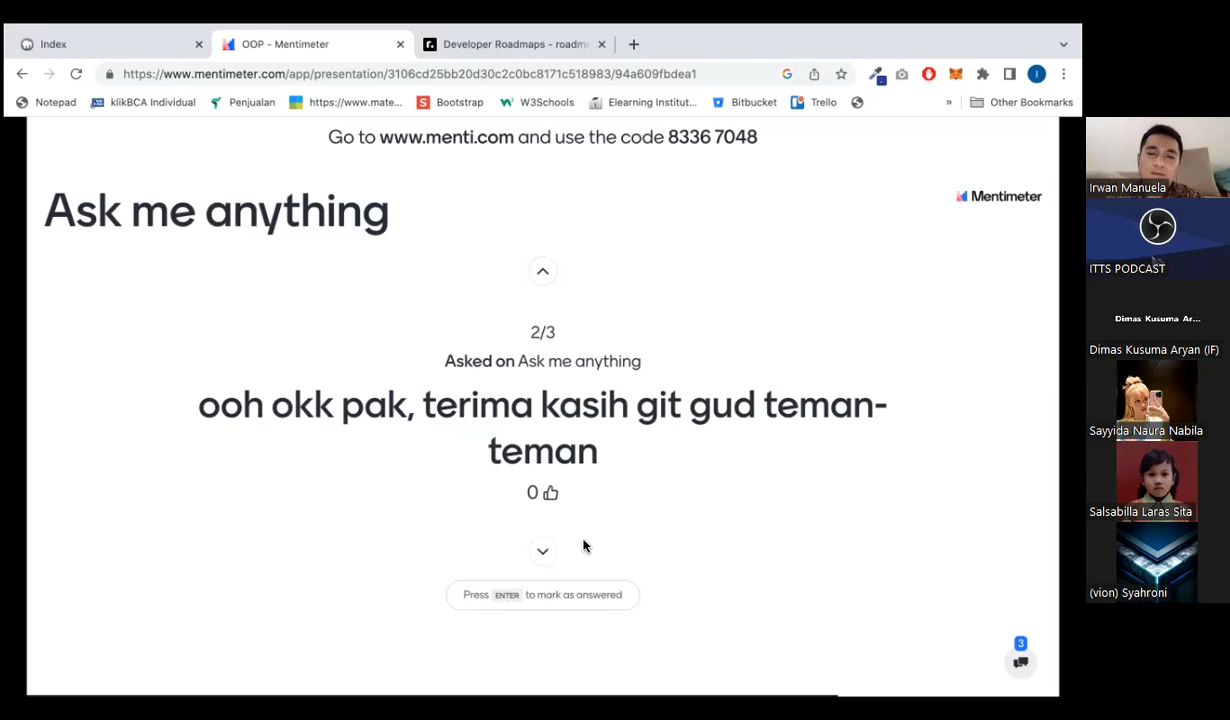 Index
OOP - Mentimeter
Developer Roadmaps - roadma
https://www.mentimeter.com/app/presentation/3106cd25bb20d30c2c0bc8171c518983/94a609fbdea1
I
Notepad
klikBCA Individual
Penjualan
https://www.mate...
Bootstrap
W3Schools
Elearning Institut...
Bitbucket
Trello
»
Other Bookmarks
Go to www.menti.com and use the code 8336 7048
Ask me anything
Mentimeter
2/3
Asked on Ask me anything
ooh okk pak, terima kasih git gud teman-
teman
0
Press ENTER to mark as answered
3
Irwan Manuela
ITTS PODCAST
Dimas Kusuma Ar...
Dimas Kusuma Aryan (IF)
Sayyida Naura Nabila
Salsabilla Laras Sita
(vion) Syahroni